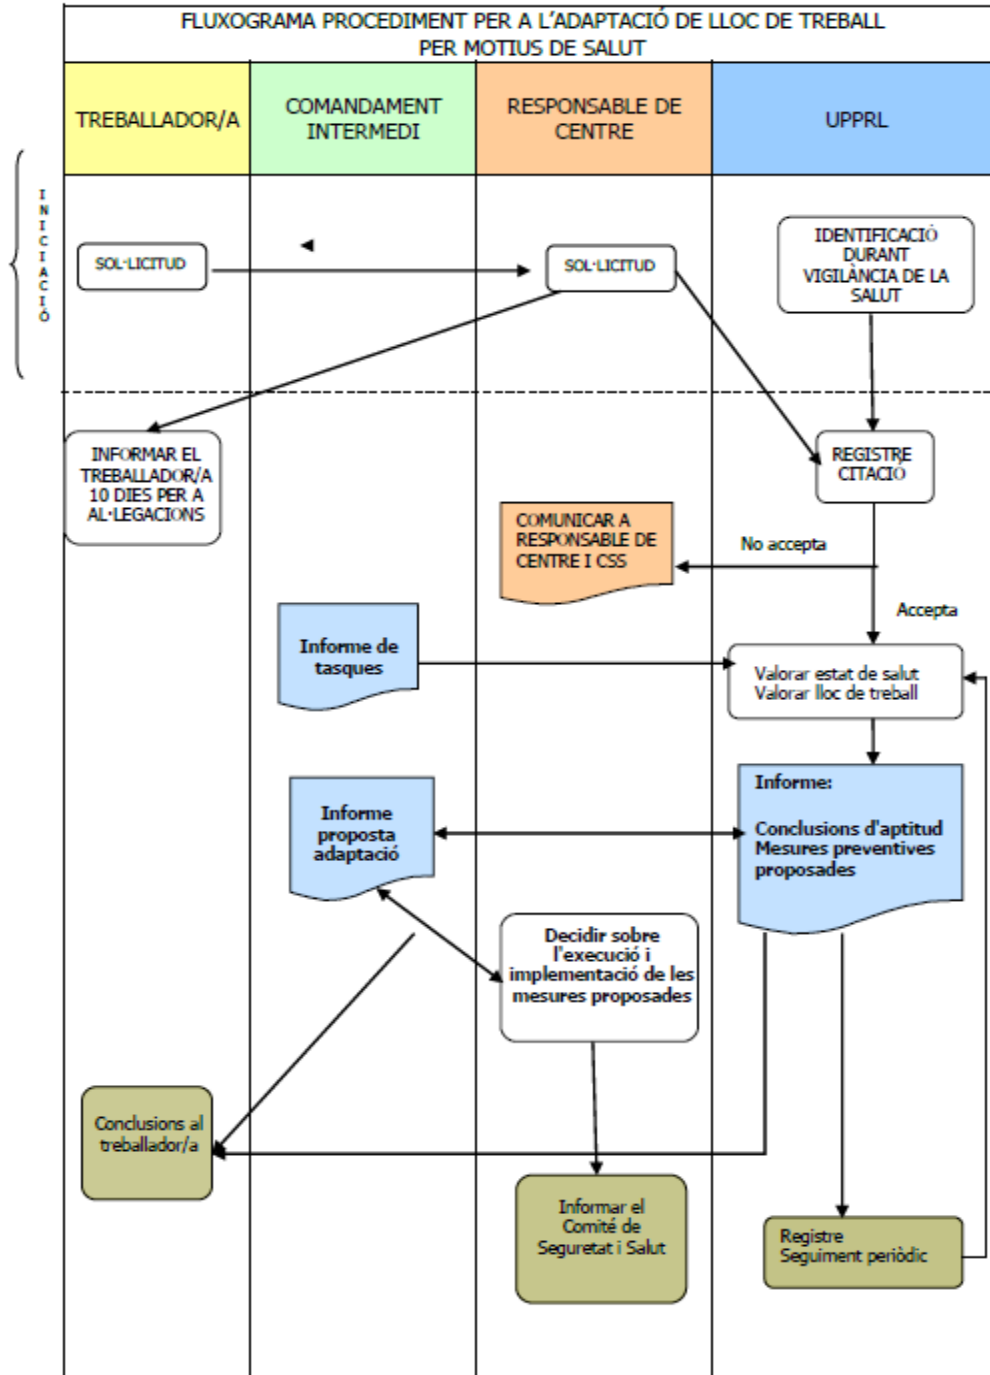 FLUXOGRAMA PROCEDIMENT PER A L'ADAPTACIÓ DE LLOC DE TREBALL
PER MOTIUS DE SALUT
TREBALLADOR/A
COMANDAMENT
INTERMEDI
RESPONSABLE DE
CENTRE
UPPRL
INICIACIÓ
SOL·LICITUD
SOL·LICITUD
IDENTIFICACIÓ
DURANT
VIGILÀNCIA DE LA
SALUT
INFORMAR EL
TREBALLADOR/A
10 DIES PER A
AL·LEGACIONS
REGISTRE
CITACIÓ
COMUNICAR A
RESPONSABLE DE
CENTRE I CSS
No accepta
Accepta
Informe de
tasques
Valorar estat de salut
Valorar lloc de treball
Informe
proposta
adaptació
Informe:
Conclusions d'aptitud
Mesures preventives
proposades
Decidir sobre
l'execució i
implementació de les
mesures proposades
Conclusions al
treballador/a
Informar el
Comité de
Seguretat i Salut
Registre
Seguiment periòdic